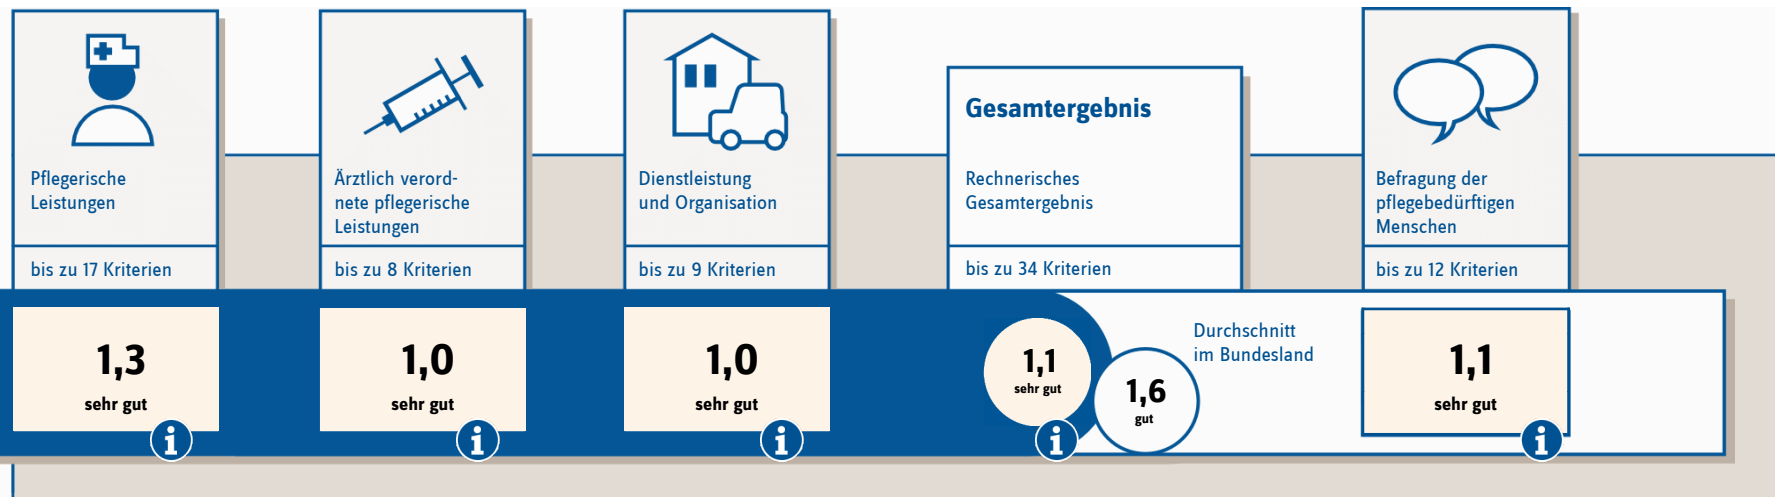 Pflegerische
Leistungen
bis zu 17 Kriterien
1,3
sehr gut
i
Ärztlich verord-
nete pflegerische
Leistungen
bis zu 8 Kriterien
1,0
sehr gut
i
Dienstleistung
und Organisation
bis zu 9 Kriterien
1,0
sehr gut
i
Gesamtergebnis
Rechnerisches
Gesamtergebnis
bis zu 34 Kriterien
1,1
sehr gut
i
Durchschnitt
im Bundesland
1,6
gut
Befragung der
pflegebedürftigen
Menschen
bis zu 12 Kriterien
1,1
sehr gut
i